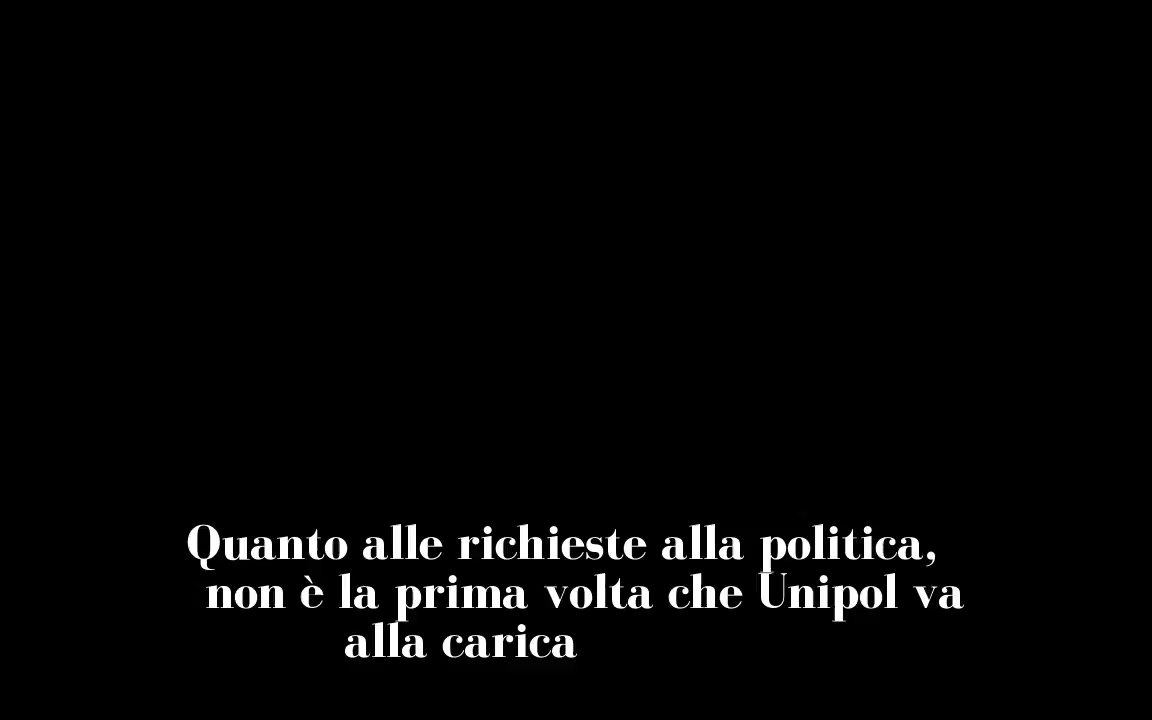 Quanto alle richieste alla politica,
non è la prima volta che Unipol va
alla carica